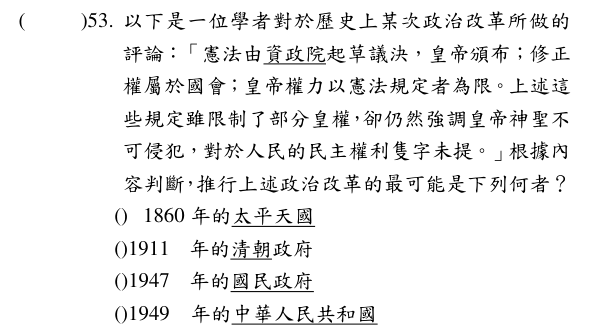 (　　)53. 以下是一位學者對於歷史上某次政治改革所做的
評論：「憲法由資政院起草議決，皇帝頒布；修正
權屬於國會；皇帝權力以憲法規定者為限。上述這
些規定雖限制了部分皇權，卻仍然強調皇帝神聖不
可侵犯，對於人民的民主權利隻字未提。」根據內
容判斷，推行上述政治改革的最可能是下列何者？
() 1860 年的太平天國
()1911 年的清朝政府
()1947 年的國民政府
()1949 年的中華人民共和國